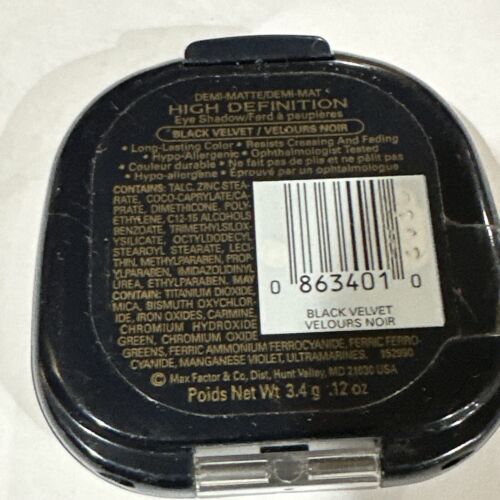 DEMI-MATTE/DEMI-MAT
HIGH DEFINITION
Eye Shadow/Fard à paupières
BLACK VELVET / VELOURS NOIR
• Long-Lasting Color • Resists Creasing And Fading
• Hypo-Allergenic • Ophthalmologist Tested
• Couleur durable • Ne fait pas de plis et ne pâlit pas
• Hypo-allergène • Éprouvé par un ophtalmologue
CONTAINS: TALC, ZINC STEA-
RATE, COCO-CAPRYLATE/CA-
PRATE, DIMETHICONE, POLY-
ETHYLENE, C12-15 ALCOHOLS
BENZOATE, TRIMETHYLSILOX-
YSILICATE, OCTYLDODECYL
STEAROYL STEARATE, LECI-
THIN, METHYLPARABEN, PROP-
YLPARABEN, IMIDAZOLIDINYL
UREA, ETHYLPARABEN. MAY
CONTAIN: TITANIUM DIOXIDE,
MICA, BISMUTH OXYCHLOR-
IDE, IRON OXIDES, CARMINE,
CHROMIUM HYDROXIDE
GREEN, CHROMIUM OXIDE
GREENS, FERRIC AMMONIUM FERROCYANIDE, FERRIC FERRO-
CYANIDE, MANGANESE VIOLET, ULTRAMARINES. 152990
© Max Factor & Co, Dist, Hunt Valley, MD 21030 USA
Poids Net Wt 3.4 g .12 oz
0 863401 0
BLACK VELVET
VELOURS NOIR